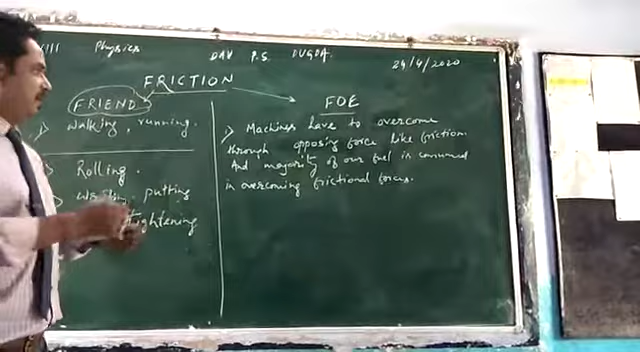 VIII Physics DAV P.S. DUGDA. 24/4/2020
FRICTION
FRIEND
walking, running.
Rolling.
putting
tightening
FOE
Machines have to overcome
through opposing force like friction.
And majority of our fuel is consumed
in overcoming frictional forces.